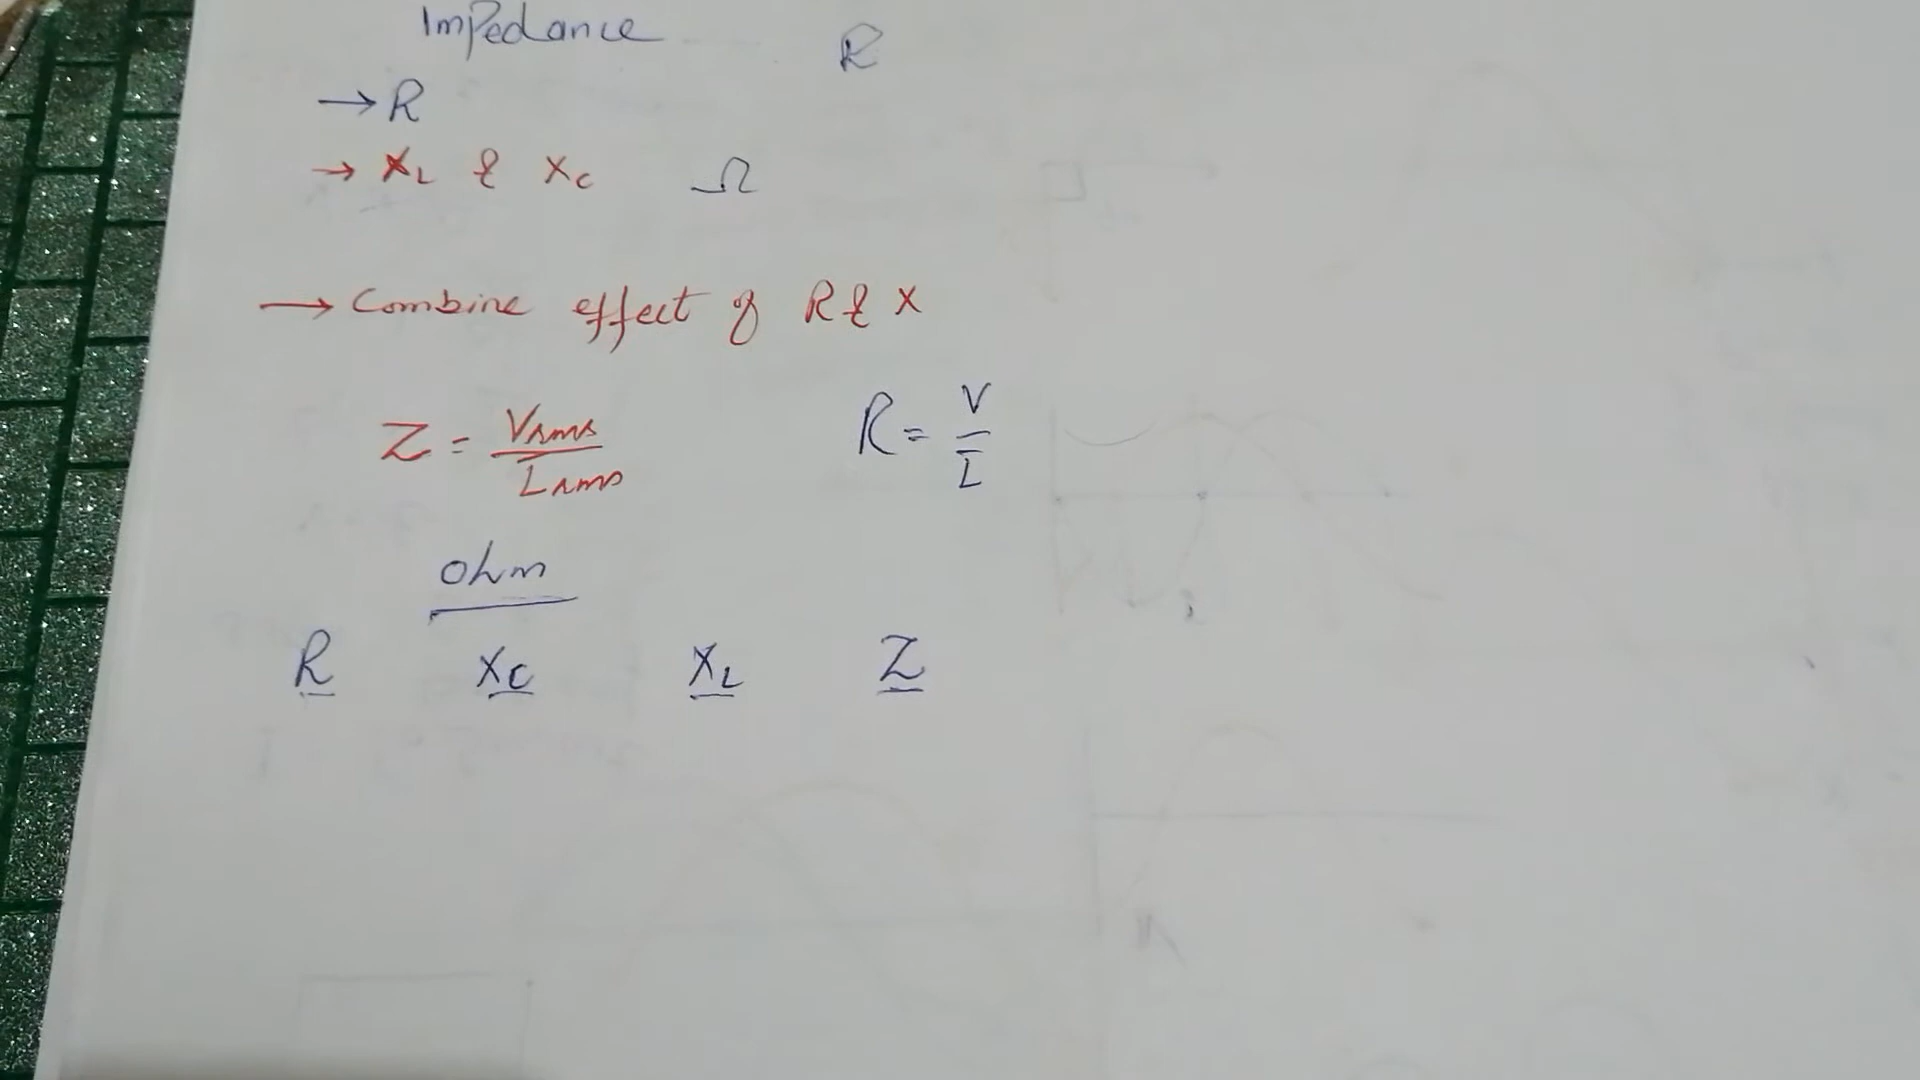 Impedance R
→ R
→ XL & Xc Ω
→ Combine effect of R & X
Z = Vrms / Irms R = V / I
ohm
R Xc XL Z